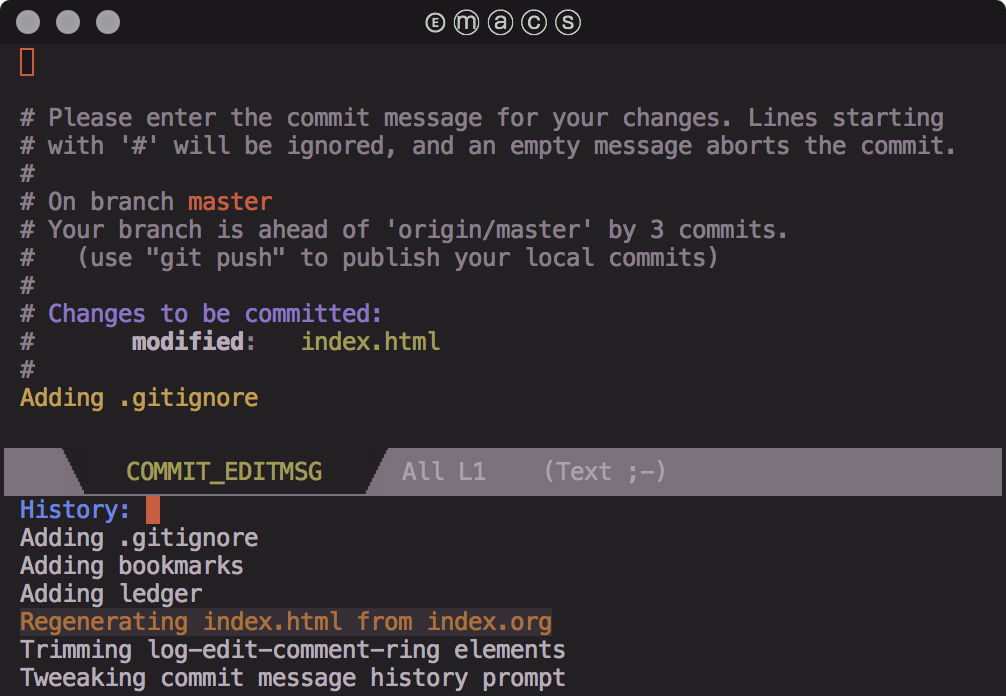 Ⓔⓜⓐⓒⓢ
# Please enter the commit message for your changes. Lines starting
# with '#' will be ignored, and an empty message aborts the commit.
#
# On branch master
# Your branch is ahead of 'origin/master' by 3 commits.
#   (use "git push" to publish your local commits)
#
# Changes to be committed:
#       modified:   index.html
#
Adding .gitignore
COMMIT_EDITMSG All L1 (Text ;-)
History:
Adding .gitignore
Adding bookmarks
Adding ledger
Regenerating index.html from index.org
Trimming log-edit-comment-ring elements
Tweeaking commit message history prompt